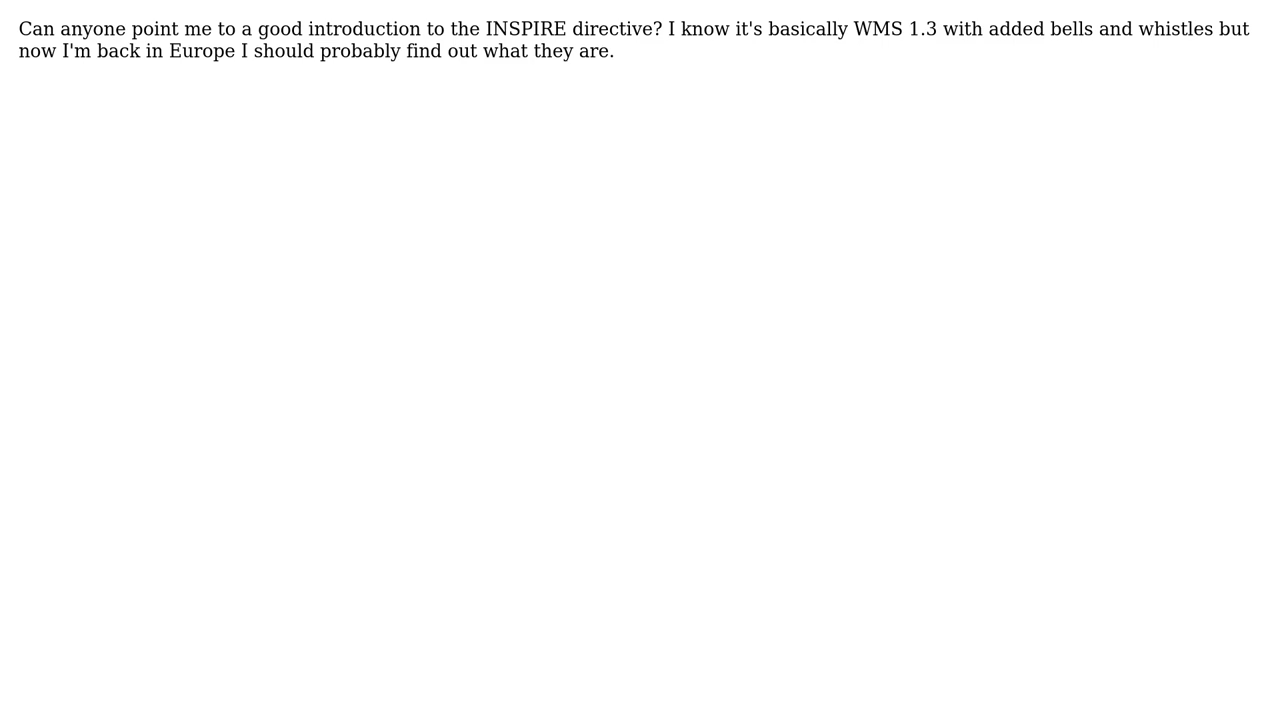 Can anyone point me to a good introduction to the INSPIRE directive? I know it's basically WMS 1.3 with added bells and whistles but
now I'm back in Europe I should probably find out what they are.